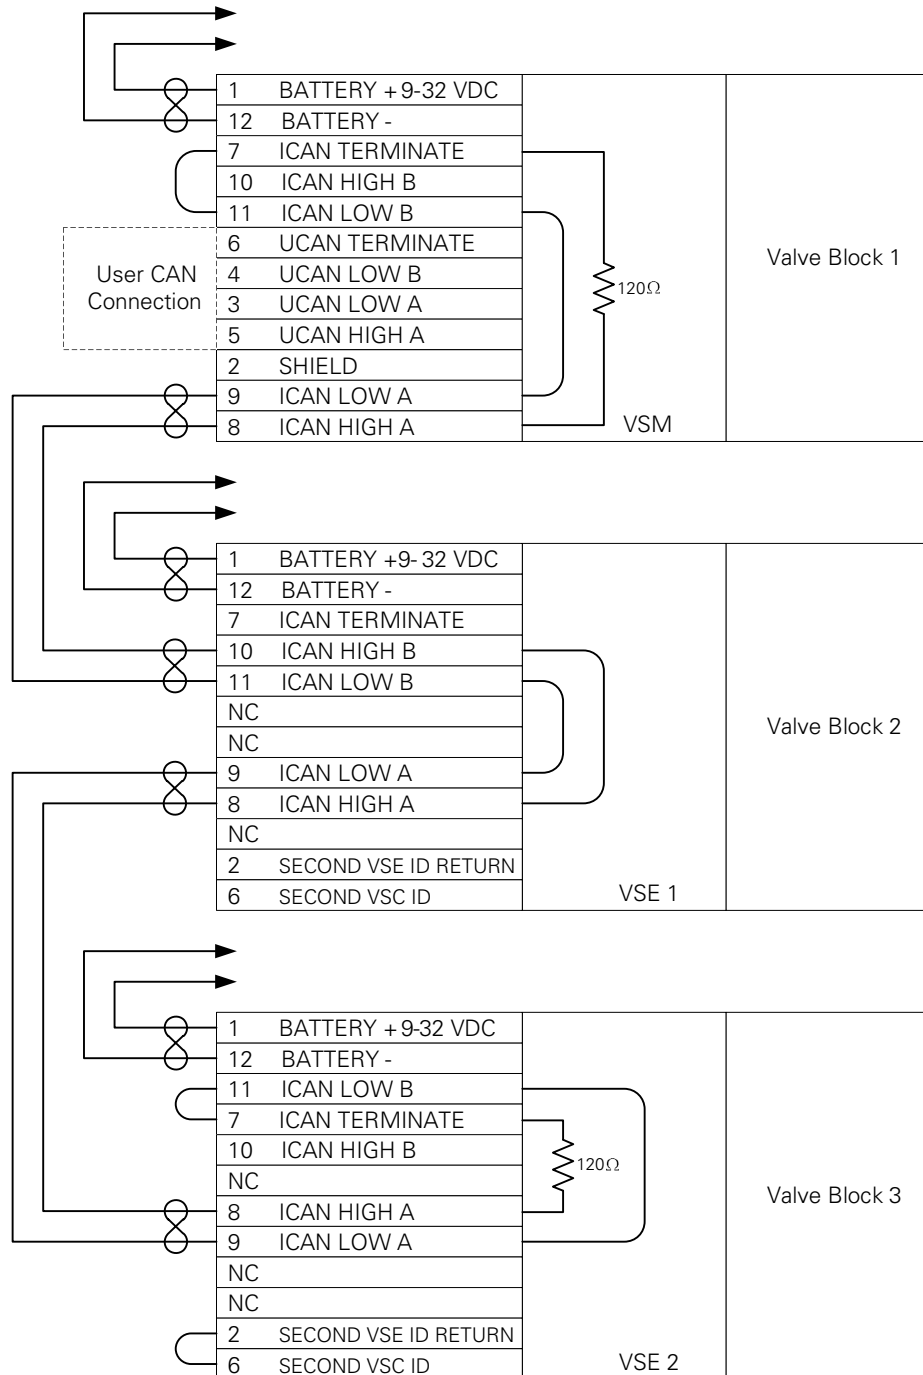 1 BATTERY + 9-32 VDC
12 BATTERY -
7 ICAN TERMINATE
10 ICAN HIGH B
11 ICAN LOW B
6 UCAN TERMINATE
4 UCAN LOW B
3 UCAN LOW A
5 UCAN HIGH A
2 SHIELD
9 ICAN LOW A
8 ICAN HIGH A
User CAN
Connection
120Ω
VSM
Valve Block 1
1 BATTERY +9- 32 VDC
12 BATTERY -
7 ICAN TERMINATE
10 ICAN HIGH B
11 ICAN LOW B
NC
NC
9 ICAN LOW A
8 ICAN HIGH A
NC
2 SECOND VSE ID RETURN
6 SECOND VSC ID
VSE 1
Valve Block 2
1 BATTERY + 9-32 VDC
12 BATTERY -
11 ICAN LOW B
7 ICAN TERMINATE
10 ICAN HIGH B
NC
8 ICAN HIGH A
9 ICAN LOW A
NC
NC
2 SECOND VSE ID RETURN
6 SECOND VSC ID
120Ω
VSE 2
Valve Block 3